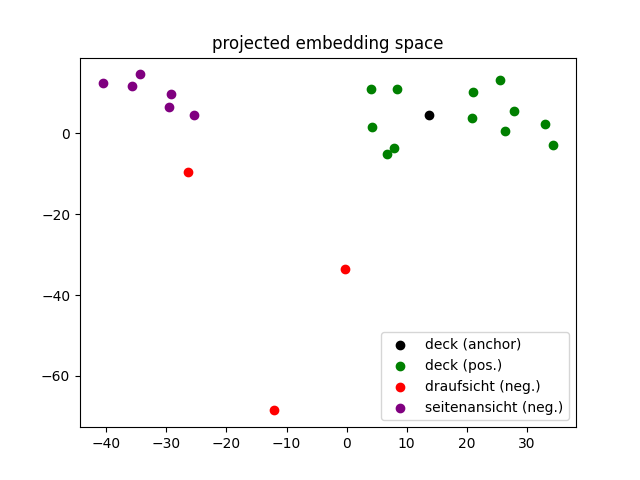 projected embedding space
0
−20
−40
−60
−40
−30
−20
−10
0
10
20
30
deck (anchor)
deck (pos.)
draufsicht (neg.)
seitenansicht (neg.)